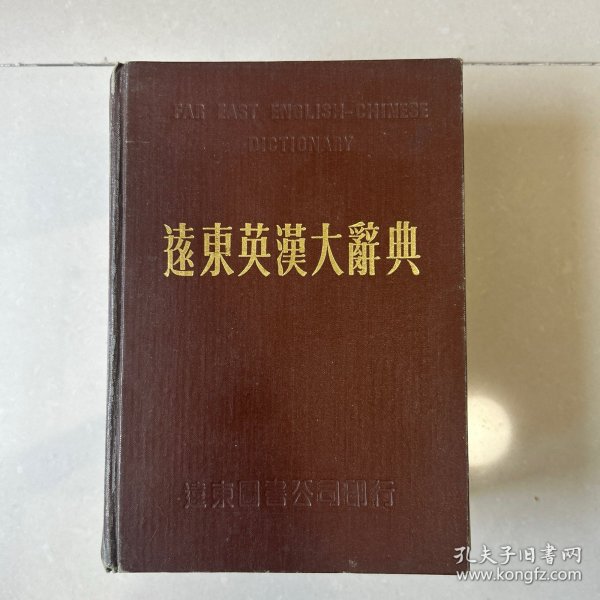 FAR EAST ENGLISH-CHINESE
DICTIONARY
遠東英漢大辭典
遠東圖書公司印行
孔夫子旧书网
www.kongfz.com